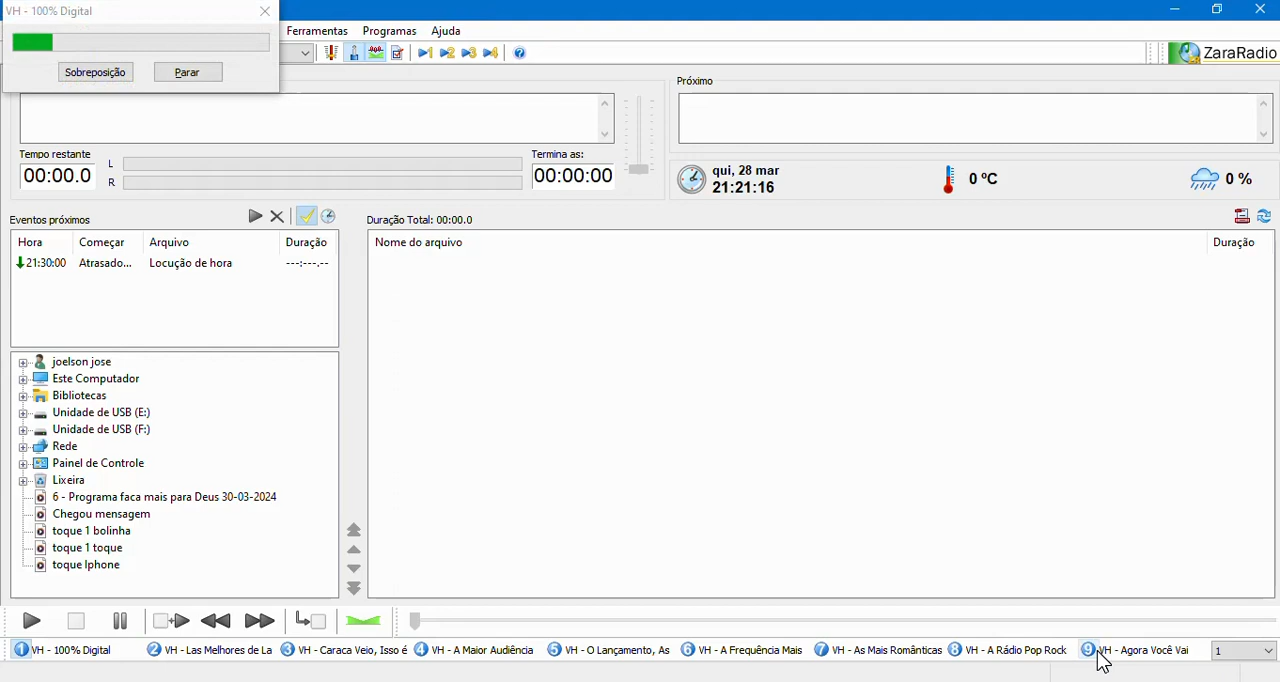 VH - 100% Digital
Sobreposição
Parar
Ferramentas
Programas
Ajuda
1
2
3
4
ZaraRadio
Próximo
Tempo restante
00:00.0
L
R
Termina as:
00:00:00
qui, 28 mar
21:21:16
0 ºC
0 %
Eventos próximos
Hora
Começar
Arquivo
Duração
21:30:00
Atrasado...
Locução de hora
---:---.--
Duração Total: 00:00.0
Nome do arquivo
Duração
joelson jose
Este Computador
Bibliotecas
Unidade de USB (E:)
Unidade de USB (F:)
Rede
Painel de Controle
Lixeira
6 - Programa faca mais para Deus 30-03-2024
Chegou mensagem
toque 1 bolinha
toque 1 toque
toque Iphone
1 VH - 100% Digital
2 VH - Las Melhores de La
3 VH - Caraca Veio, Isso é
4 VH - A Maior Audiência
5 VH - O Lançamento, As
6 VH - A Frequência Mais
7 VH - As Mais Românticas
8 VH - A Rádio Pop Rock
9 VH - Agora Você Vai
1